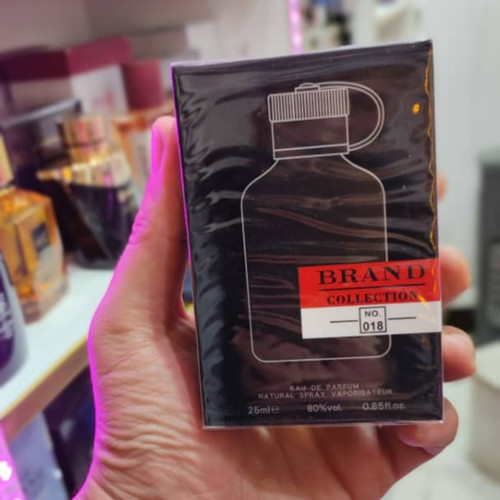 BRAND
COLLECTION
NO.
018
EAU DE PARFUM
NATURAL SPRAY VAPORISATEUR
25ml℮ 80%vol. 0.85fl.oz.